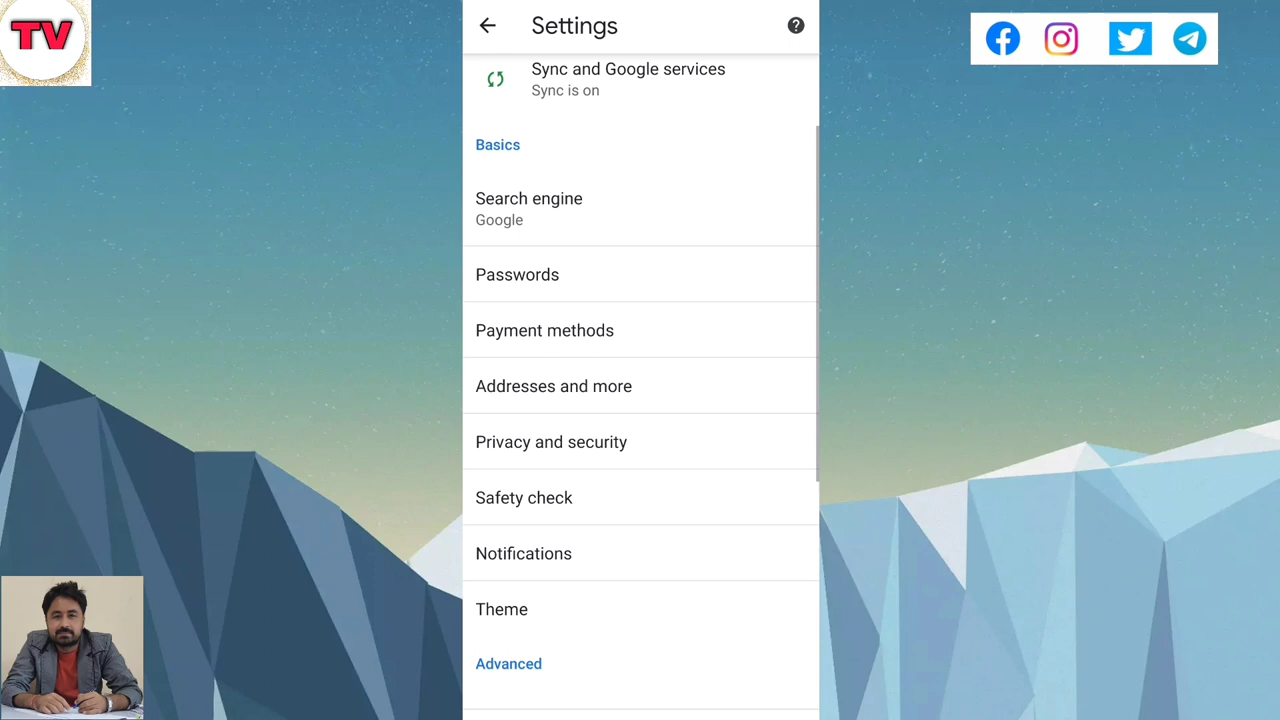 TV
Settings
Sync and Google services
Sync is on
Basics
Search engine
Google
Passwords
Payment methods
Addresses and more
Privacy and security
Safety check
Notifications
Theme
Advanced